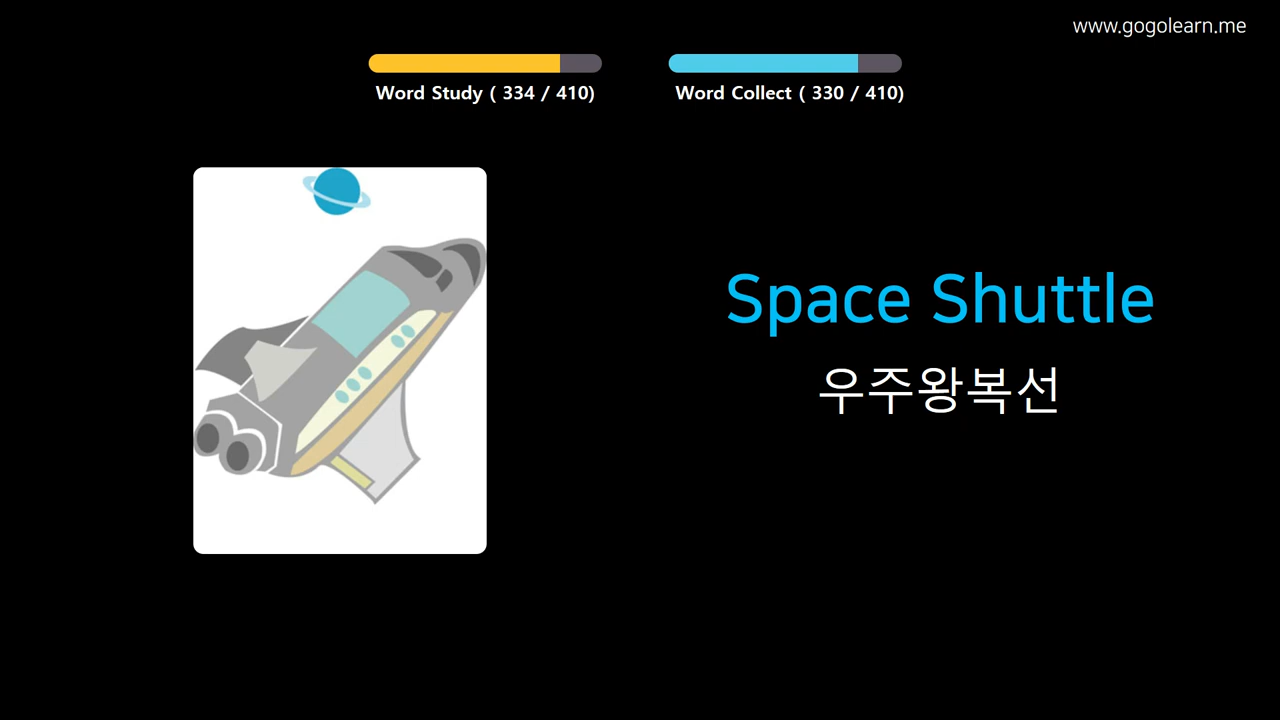 www.gogolearn.me
Word Study ( 334 / 410)
Word Collect ( 330 / 410)
Space Shuttle
우주왕복선